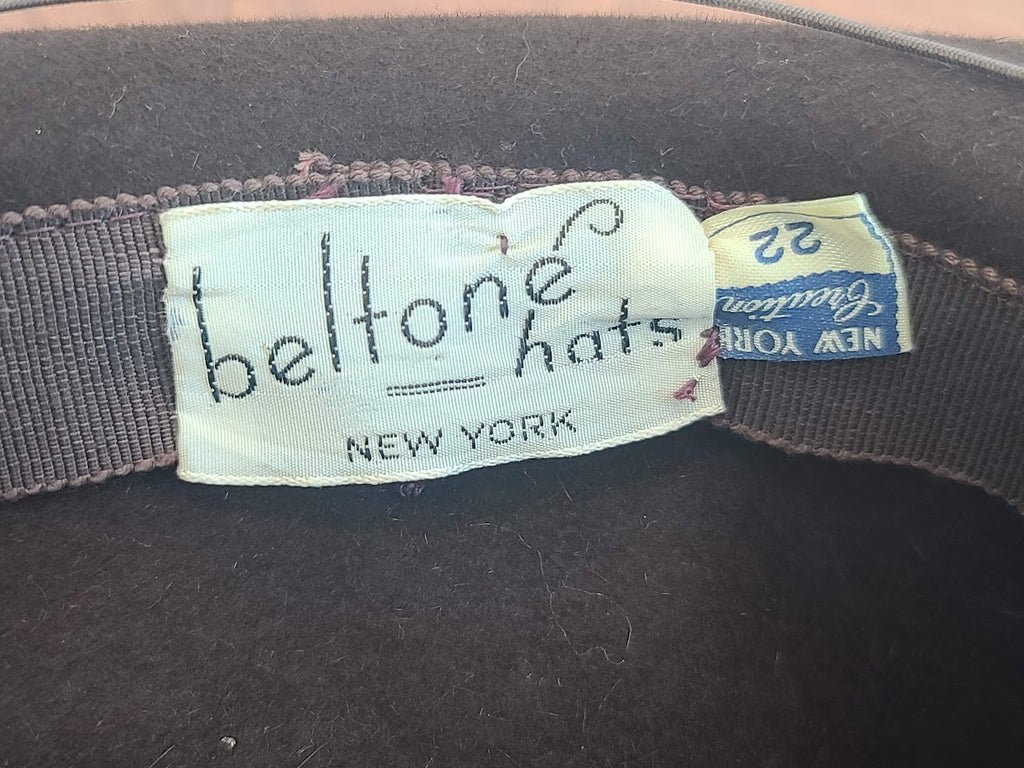 beltone
hats
NEW YORK
NEW YORK
Creation
22